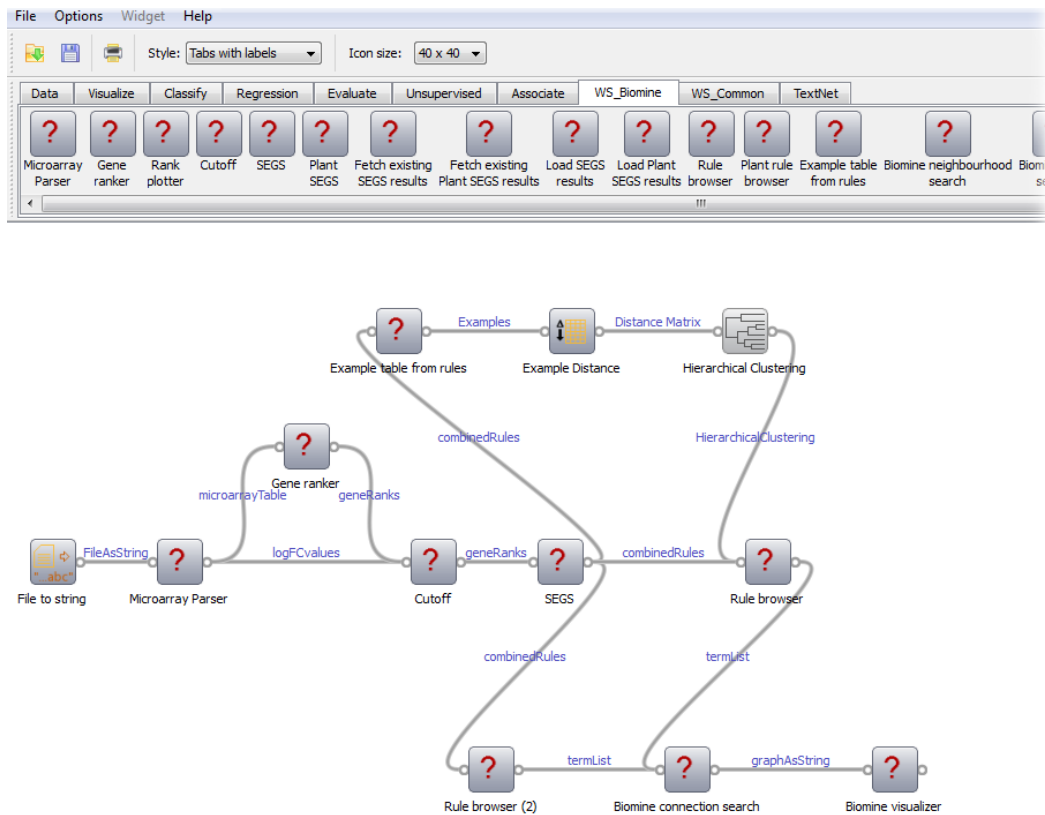 File Options Widget Help
Style: Tabs with labels Icon size: 40 x 40
Data Visualize Classify Regression Evaluate Unsupervised Associate WS_Biomine WS_Common TextNet
? ? ? ? ? ? ? ? ? ? ? ? ? ?
Microarray Gene Rank Cutoff SEGS Plant Fetch existing Fetch existing Load SEGS Load Plant Rule Plant rule Example table Biomine neighbourhood Biom
Parser ranker plotter SEGS SEGS results Plant SEGS results results SEGS results browser browser from rules search se
? Examples Distance Matrix
Example table from rules Example Distance Hierarchical Clustering
combinedRules HierarchicalClustering
?
Gene ranker
microarrayTable geneRanks
FileAsString ? logFCvalues ? geneRanks ? combinedRules ?
"...abc"
File to string Microarray Parser Cutoff SEGS Rule browser
combinedRules termList
? termList ? graphAsString ?
Rule browser (2) Biomine connection search Biomine visualizer